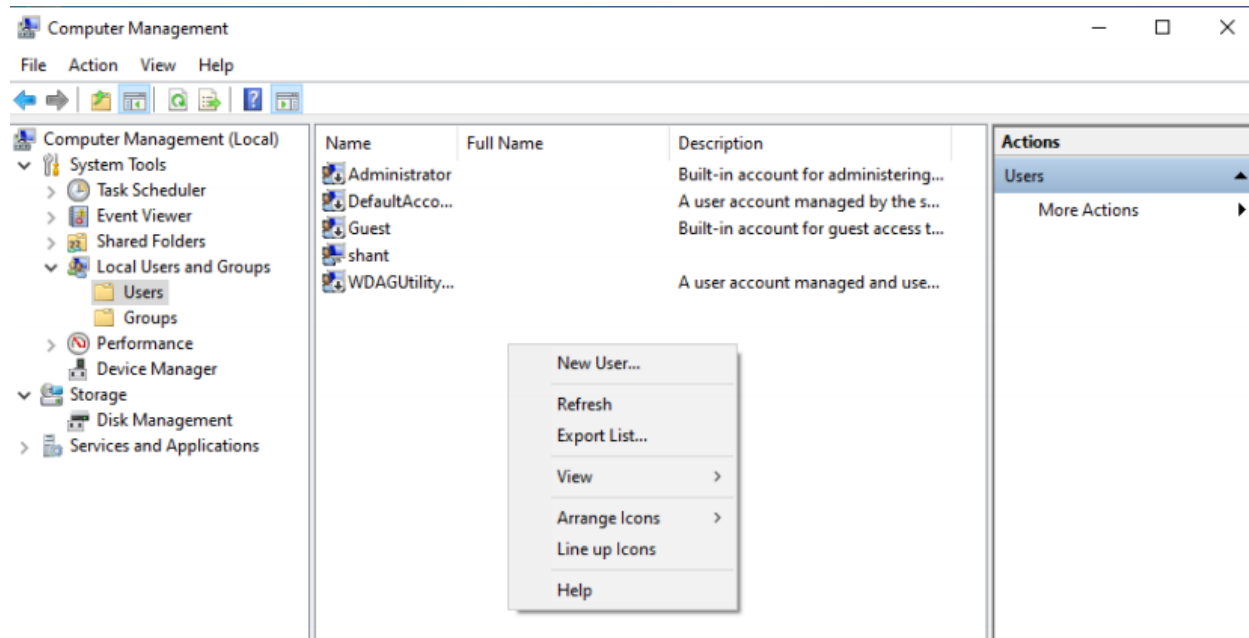 Computer Management
File Action View Help
Computer Management (Local)
System Tools
Task Scheduler
Event Viewer
Shared Folders
Local Users and Groups
Users
Groups
Performance
Device Manager
Storage
Disk Management
Services and Applications
Name Full Name Description
Administrator Built-in account for administering...
DefaultAcco... A user account managed by the s...
Guest Built-in account for guest access t...
shant
WDAGUtility... A user account managed and use...
New User...
Refresh
Export List...
View
Arrange Icons
Line up Icons
Help
Actions
Users
More Actions